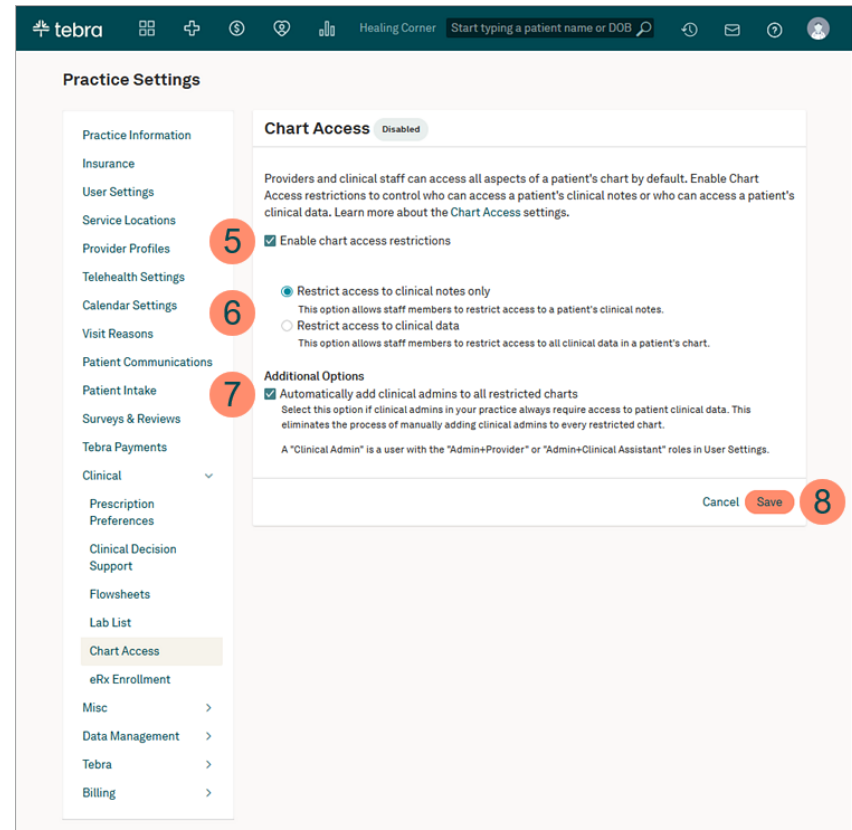 tebra
Healing Corner
Start typing a patient name or DOB
Practice Settings
Practice Information
Insurance
User Settings
Service Locations
Provider Profiles
Telehealth Settings
Calendar Settings
Visit Reasons
Patient Communications
Patient Intake
Surveys & Reviews
Tebra Payments
Clinical
Prescription
Preferences
Clinical Decision
Support
Flowsheets
Lab List
Chart Access
eRx Enrollment
Misc
Data Management
Tebra
Billing
Chart Access Disabled
Providers and clinical staff can access all aspects of a patient's chart by default. Enable Chart
Access restrictions to control who can access a patient's clinical notes or who can access a patient's
clinical data. Learn more about the Chart Access settings.
5 Enable chart access restrictions
Restrict access to clinical notes only
6 This option allows staff members to restrict access to a patient's clinical notes.
Restrict access to clinical data
This option allows staff members to restrict access to all clinical data in a patient's chart.
Additional Options
7 Automatically add clinical admins to all restricted charts
Select this option if clinical admins in your practice always require access to patient clinical data. This
eliminates the process of manually adding clinical admins to every restricted chart.
A "Clinical Admin" is a user with the "Admin+Provider" or "Admin+Clinical Assistant" roles in User Settings.
Cancel Save 8